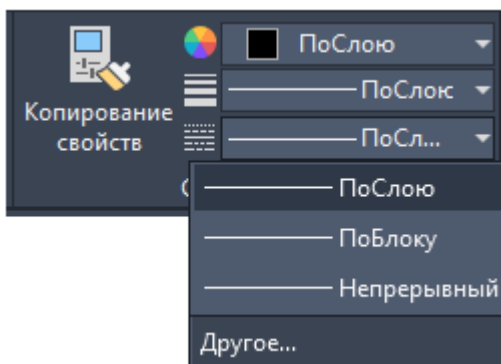 ПоСлою
Копирование
свойств
ПоСлою
ПоСл...
ПоСлою
ПоБлоку
Непрерывный
Другое...